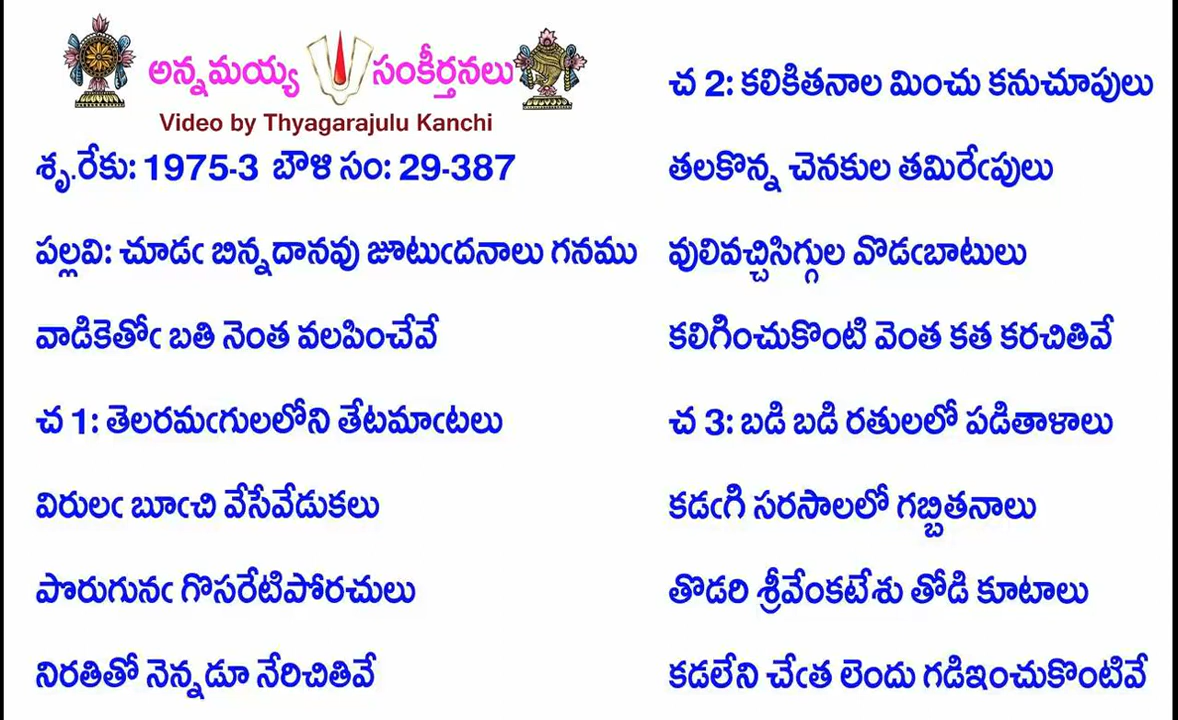 అన్నమయ్య సంకీర్తనలు
Video by Thyagarajulu Kanchi
శృ.రేకు: 1975-3 బౌళి సం: 29-387
పల్లవి: చూడఁ బిన్నదానవు జూటుఁదనాలు గనము
వాడికెతోఁ బతి నెంత వలపించేవే
చ 1: తెలరమఁగులలోని తేటమాఁటలు
విరులఁ బూఁచి వేసేవేడుకలు
పొరుగునఁ గొసరేటిపోరచులు
నిరతితో నెన్నడూ నేరిచితివే
చ 2: కలికితనాల మించు కనుచూపులు
తలకొన్న చెనకుల తమిరేఁపులు
వులివచ్చిసిగ్గుల వొడఁబాటులు
కలిగించుకొంటి వెంత కత కరచితివే
చ 3: బడి బడి రతులలో పడితాళాలు
కడఁగి సరసాలలో గబ్బితనాలు
తొడరి శ్రీవేంకటేశు తోడి కూటాలు
కడలేని చేఁత లెందు గడిఇంచుకొంటివే